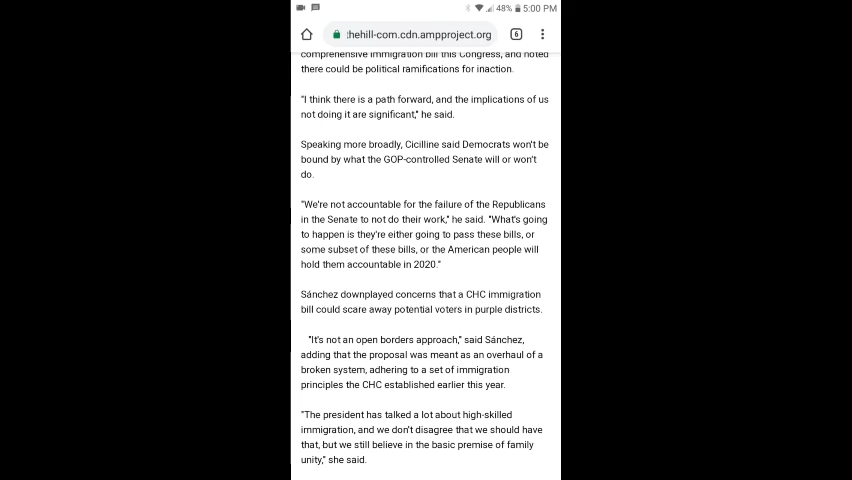 48% 5:00 PM
:hehill-com.cdn.ampproject.org
6
comprehensive immigration bill this Congress, and noted
there could be political ramifications for inaction.
"I think there is a path forward, and the implications of us
not doing it are significant," he said.
Speaking more broadly, Cicilline said Democrats won't be
bound by what the GOP-controlled Senate will or won't
do.
"We're not accountable for the failure of the Republicans
in the Senate to not do their work," he said. "What's going
to happen is they're either going to pass these bills, or
some subset of these bills, or the American people will
hold them accountable in 2020."
Sánchez downplayed concerns that a CHC immigration
bill could scare away potential voters in purple districts.
"It's not an open borders approach," said Sánchez,
adding that the proposal was meant as an overhaul of a
broken system, adhering to a set of immigration
principles the CHC established earlier this year.
"The president has talked a lot about high-skilled
immigration, and we don't disagree that we should have
that, but we still believe in the basic premise of family
unity," she said.